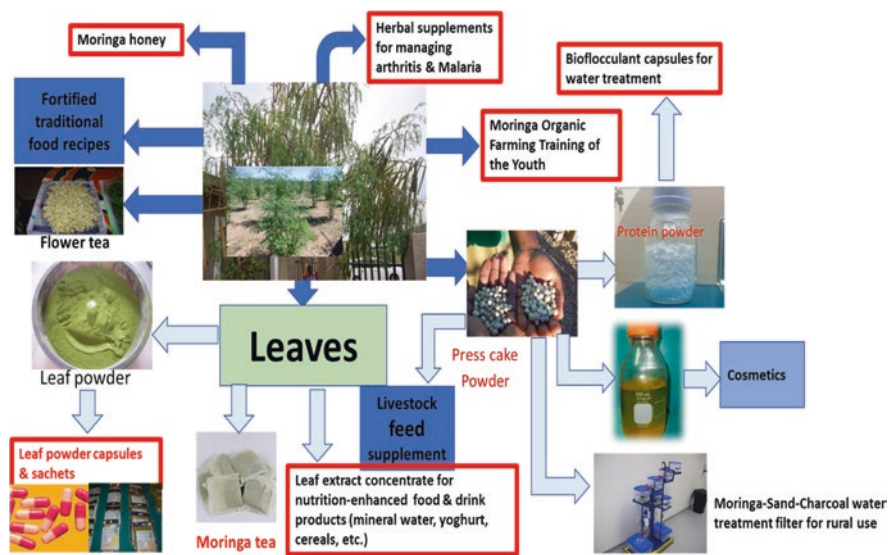 Moringa honey
Herbal supplements
for managing
arthritis & Malaria
Bioflocculant capsules for
water treatment
Fortified
traditional
food recipes
Moringa Organic
Farming Training of
the Youth
Flower tea
Protein powder
Leaves
Leaf powder
Press cake
Powder
Cosmetics
Livestock
feed
supplement
Leaf powder capsules
& sachets
Leaf extract concentrate for
nutrition-enhanced food & drink
products (mineral water, yoghurt,
cereals, etc.)
Moringa tea
Moringa-Sand-Charcoal water
treatment filter for rural use